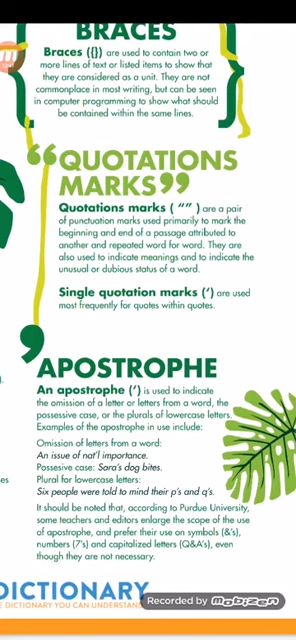 BRACES
Braces ({}) are used to contain two or
more lines of text or listed items to show that
they are considered as a unit. They are not
commonplace in most writing, but can be seen
in computer programming to show what should
be contained within the same lines.
“QUOTATIONS
MARKS”
Quotations marks ( “” ) are a pair
of punctuation marks used primarily to mark the
beginning and end of a passage attributed to
another and repeated word for word. They are
also used to indicate meanings and to indicate the
unusual or dubious status of a word.
Single quotation marks (‘) are used
most frequently for quotes within quotes.
APOSTROPHE
An apostrophe (‘) is used to indicate
the omission of a letter or letters from a word, the
possessive case, or the plurals of lowercase letters.
Examples of the apostrophe in use include:
Omission of letters from a word:
An issue of nat’l importance.
Possesive case: Sara’s dog bites.
Plural for lowercase letters:
es
Six people were told to mind their p’s and q’s.
It should be noted that, according to Purdue University,
some teachers and editors enlarge the scope of the use
of apostrophe, and prefer their use on symbols (&’s),
numbers (7’s) and capitalized letters (Q&A’s), even
though they are not necessary.
DICTIONARY
E DICTIONARY YOU CAN UNDERSTAN
Recorded by Mobizen